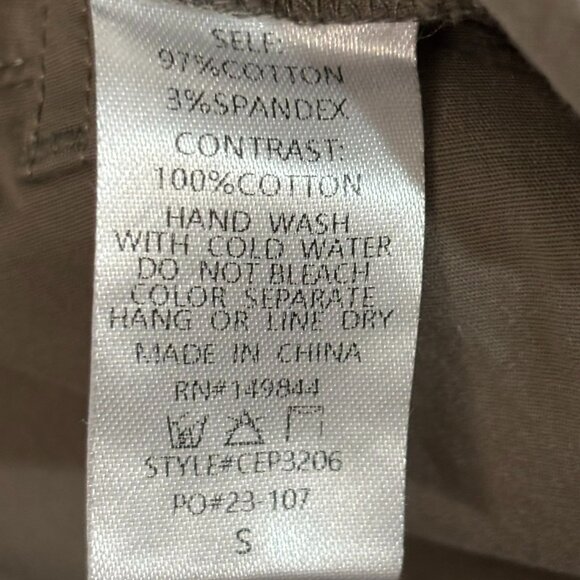 SELF:
97%COTTON
3%SPANDEX
CONTRAST:
100%COTTON
HAND WASH
WITH COLD WATER
DO NOT BLEACH
COLOR SEPARATE
HANG OR LINE DRY
MADE IN CHINA
RN#149844
STYLE#CEP3206
PO#23-107
S